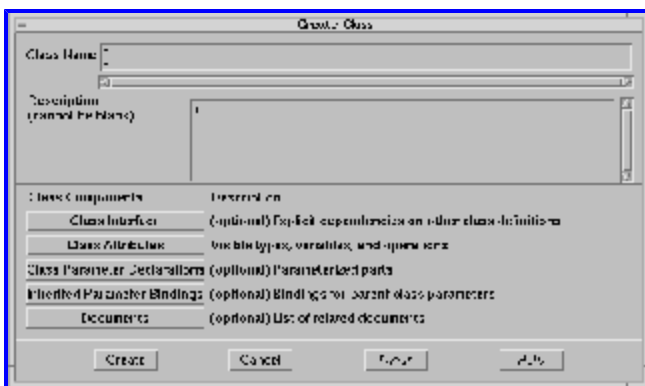 Create Class
Class Name
Description
(cannot be blank)
Class Components Description
Class Interface (optional) Explicit dependencies on other class definitions
Class Attributes Visible types, variables, and operations
Class Parameter Declarations (optional) Parameterized parts
Inherited Parameter Bindings (optional) Bindings for parent class parameters
Documents (optional) List of related documents
Create Cancel